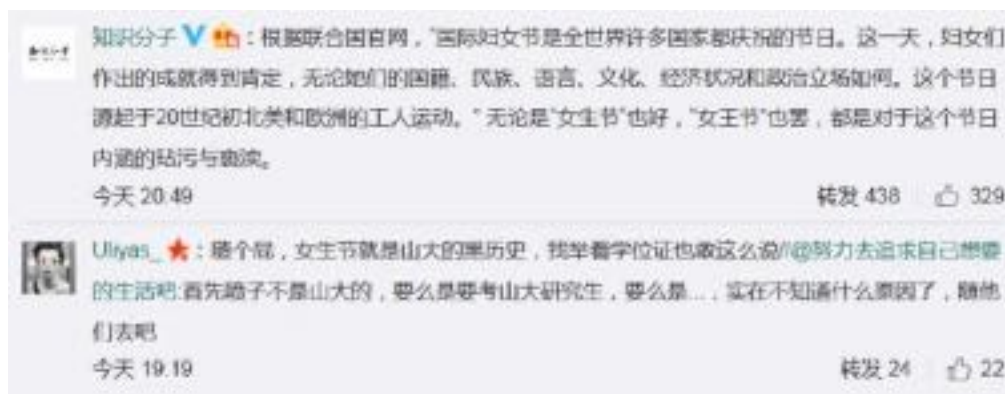 知识分子 V : 根据联合国官网,"国际妇女节是全世界许多国家都庆祝的节日。这一天,妇女们
作出的成就得到肯定,无论她们的国籍、民族、语言、文化、经济状况和政治立场如何。这个节日
源起于20世纪初北美和欧洲的工人运动。" 无论是"女生节"也好,"女王节"也罢,都是对于这个节日
内涵的玷污与亵渎。
今天 20:49 转发 438 329
Uliyas_ : 随个屁,女生节就是山大的黑历史,我举着学位证也敢这么说//@努力去追求自己想要
的生活吧:首先喷子不是山大的,要么是要考山大研究生,要么是...,实在不知道什么原因了,随他
们去吧
今天 19:19 转发 24 22